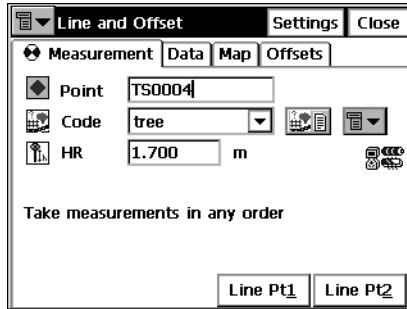 Line and Offset Settings Close
Measurement Data Map Offsets
Point TS0004
Code tree
HR 1.700 m
Take measurements in any order
Line Pt1 Line Pt2